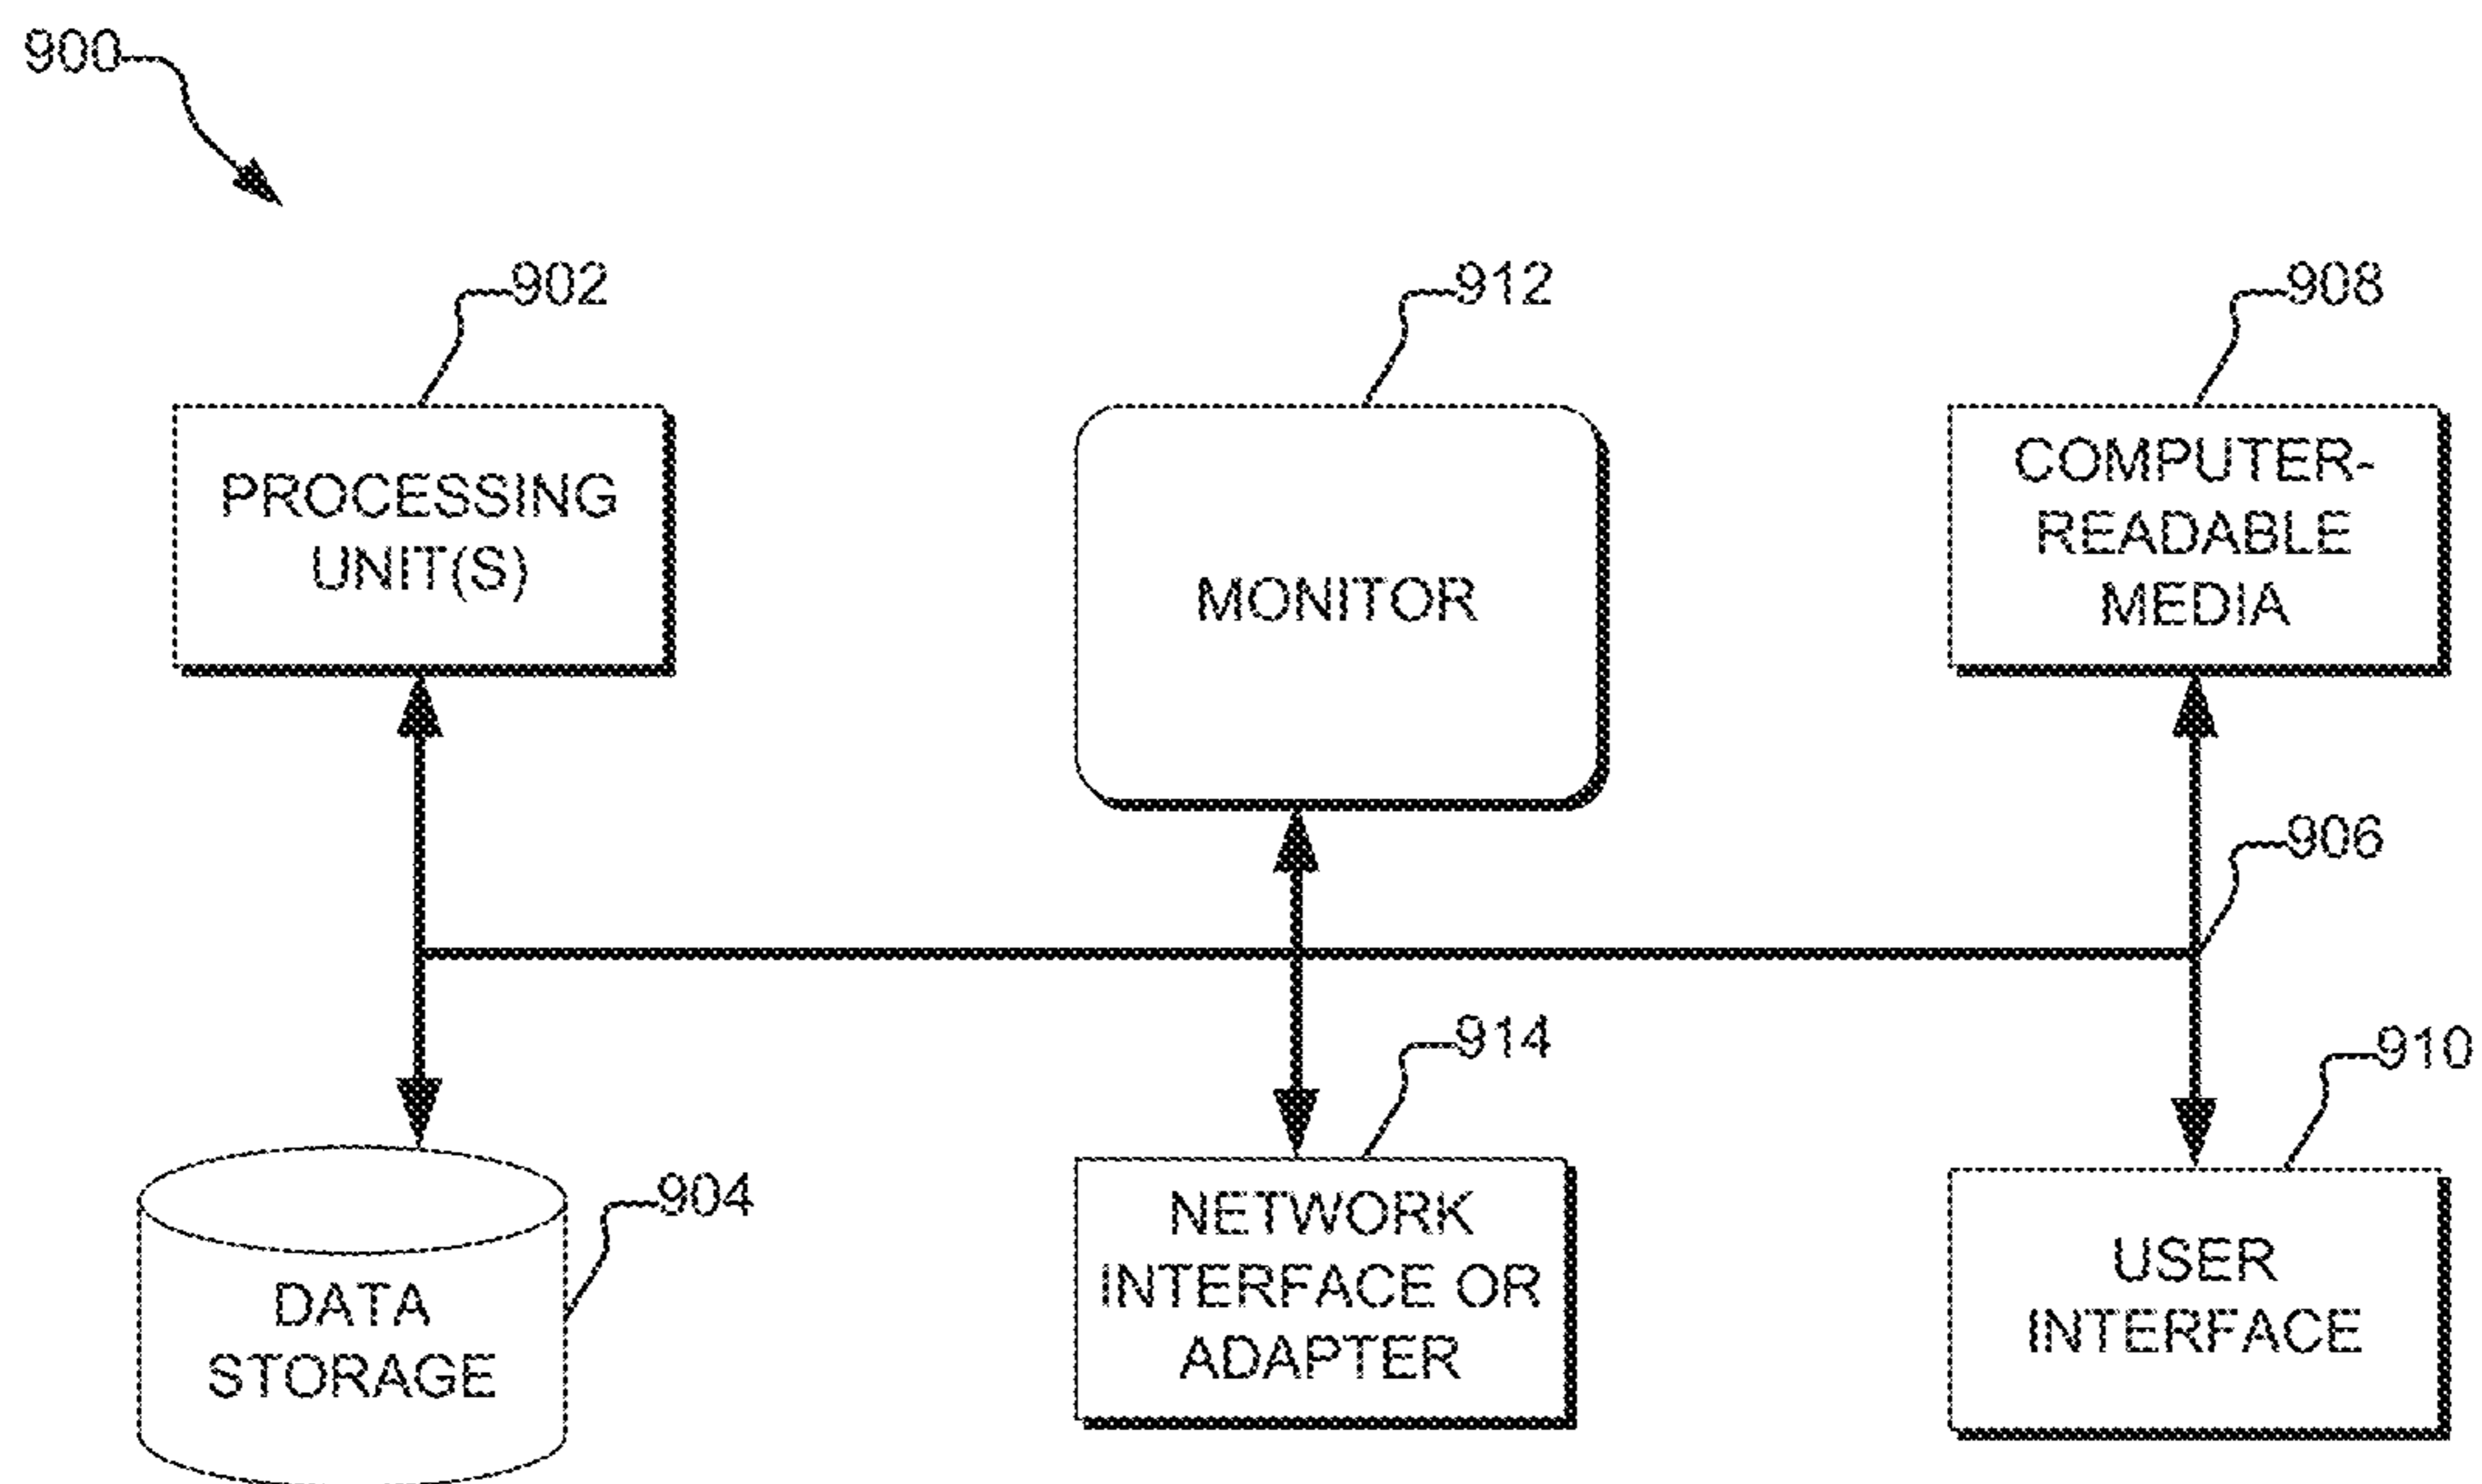 900
902
912
908
PROCESSING
UNIT(S)
MONITOR
COMPUTER-
READABLE
MEDIA
906
914
910
904
DATA
STORAGE
NETWORK
INTERFACE OR
ADAPTER
USER
INTERFACE